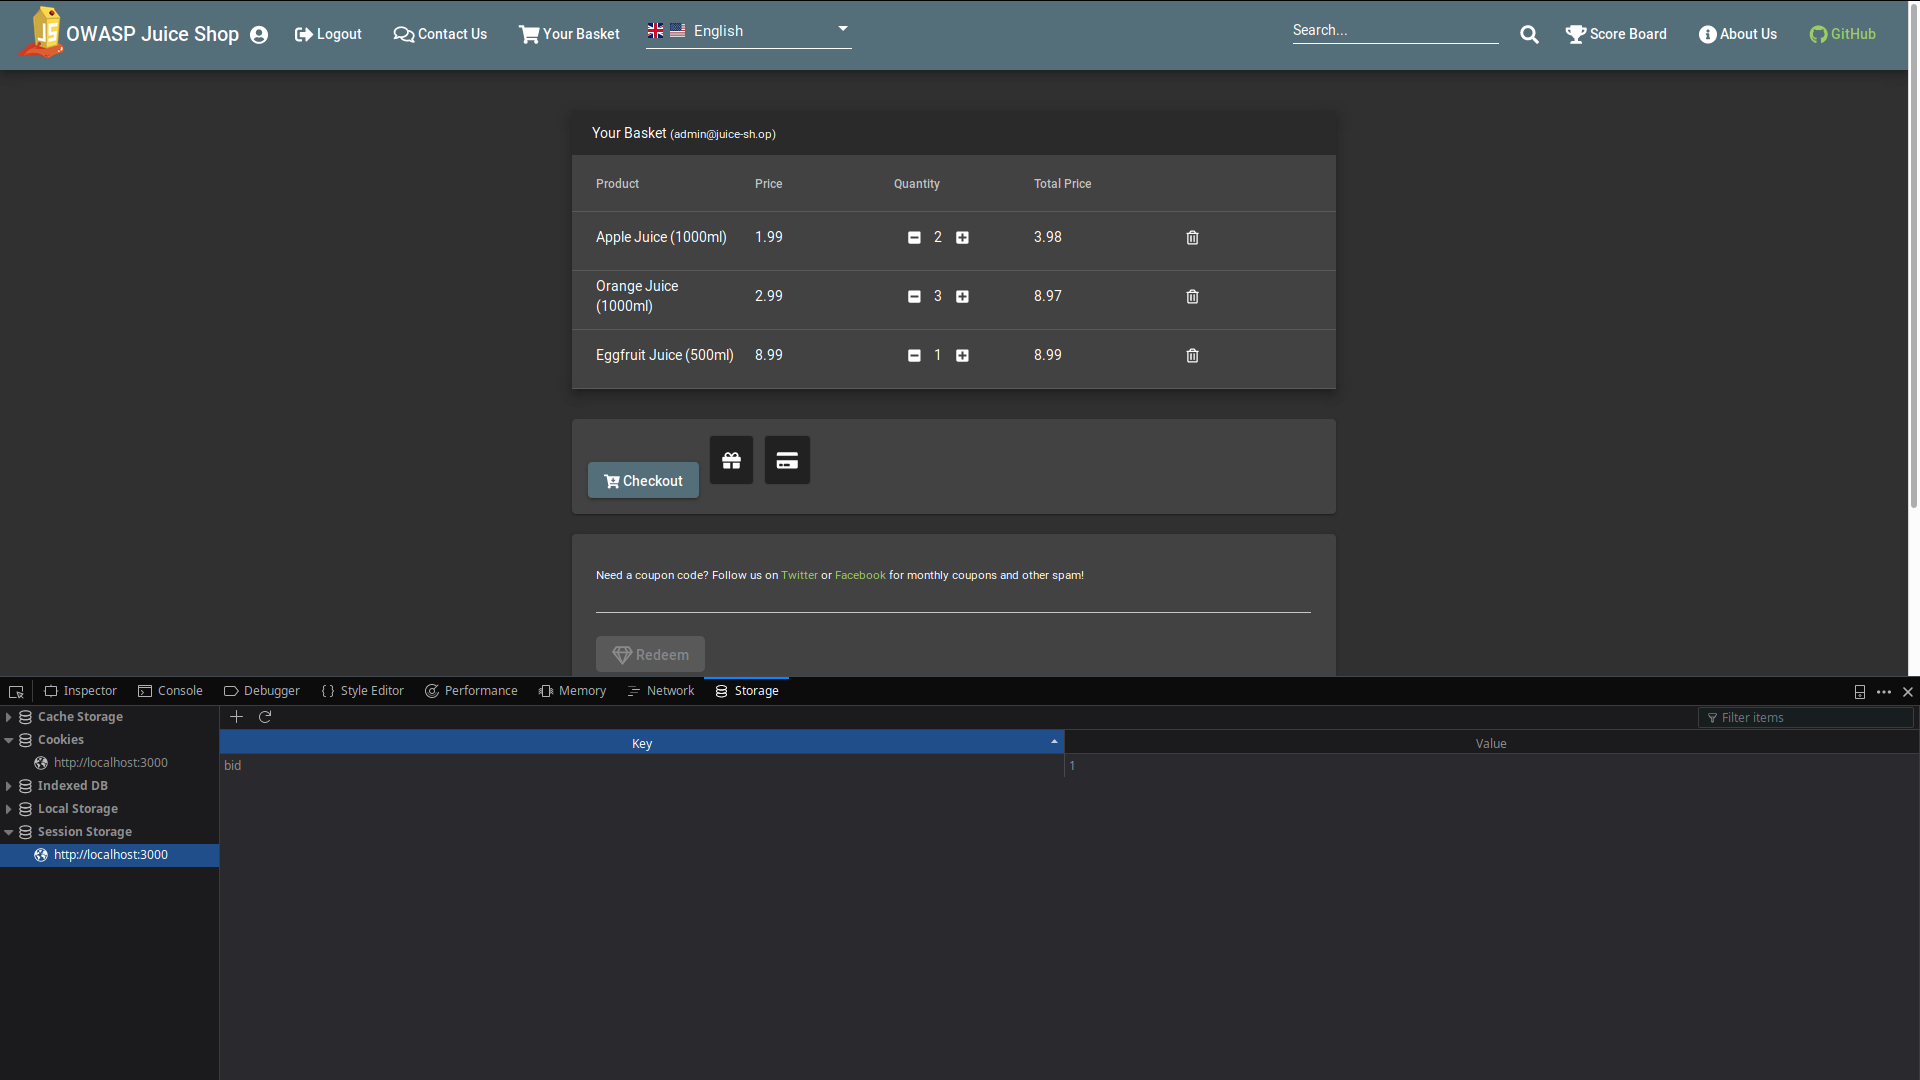 OWASP Juice Shop Logout Contact Us Your Basket English Search... Score Board About Us GitHub
Your Basket (admin@juice-sh.op)
Product Price Quantity Total Price
Apple Juice (1000ml) 1.99 2 3.98
Orange Juice
(1000ml) 2.99 3 8.97
Eggfruit Juice (500ml) 8.99 1 8.99
Checkout
Need a coupon code? Follow us on Twitter or Facebook for monthly coupons and other spam!
Redeem
Inspector Console Debugger {} Style Editor Performance Memory Network Storage
Cache Storage
Filter items
Cookies
Key Value
http://localhost:3000
bid 1
Indexed DB
Local Storage
Session Storage
http://localhost:3000